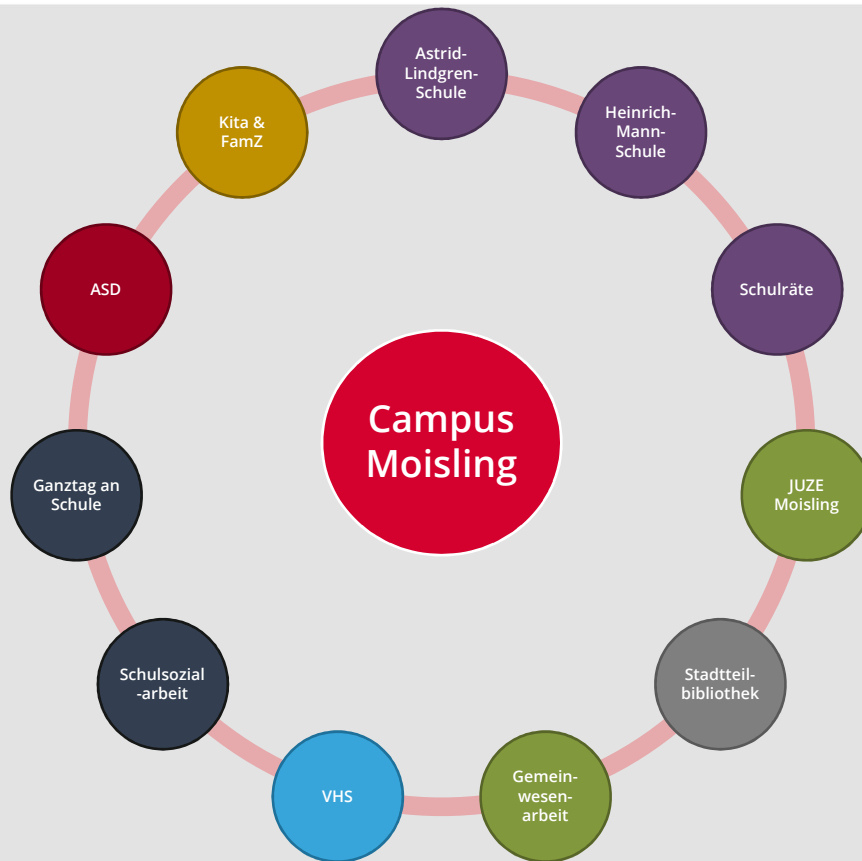 Astrid-
Lindgren-
Schule
Heinrich-
Mann-
Schule
Schulräte
JUZE
Moisling
Stadtteil-
bibliothek
Gemein-
wesen-
arbeit
VHS
Schulsozial
-arbeit
Ganztag an
Schule
ASD
Kita &
FamZ
Campus
Moisling